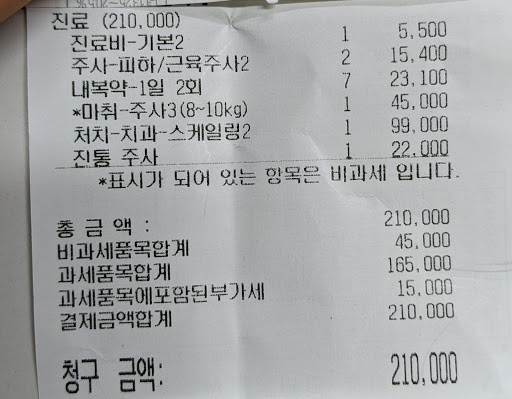 진료 (210,000)
진료비-기본2 1 5,500
주사-피하/근육주사2 2 15,400
내복약-1일 2회 7 23,100
*마취-주사3(8~10kg) 1 45,000
처치-치과-스케일링2 1 99,000
진통 주사 1 22,000
*표시가 되어 있는 항목은 비과세 입니다.
총 금 액 : 210,000
비과세품목합계 45,000
과세품목합계 165,000
과세품목에포함된부가세 15,000
결제금액합계 210,000
청구 금액: 210,000